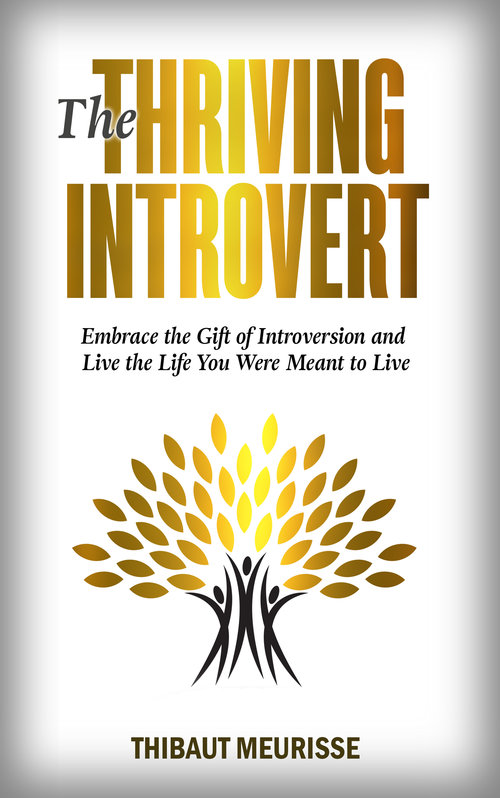 The THRIVING
INTROVERT
Embrace the Gift of Introversion and
Live the Life You Were Meant to Live
THIBAUT MEURISSE